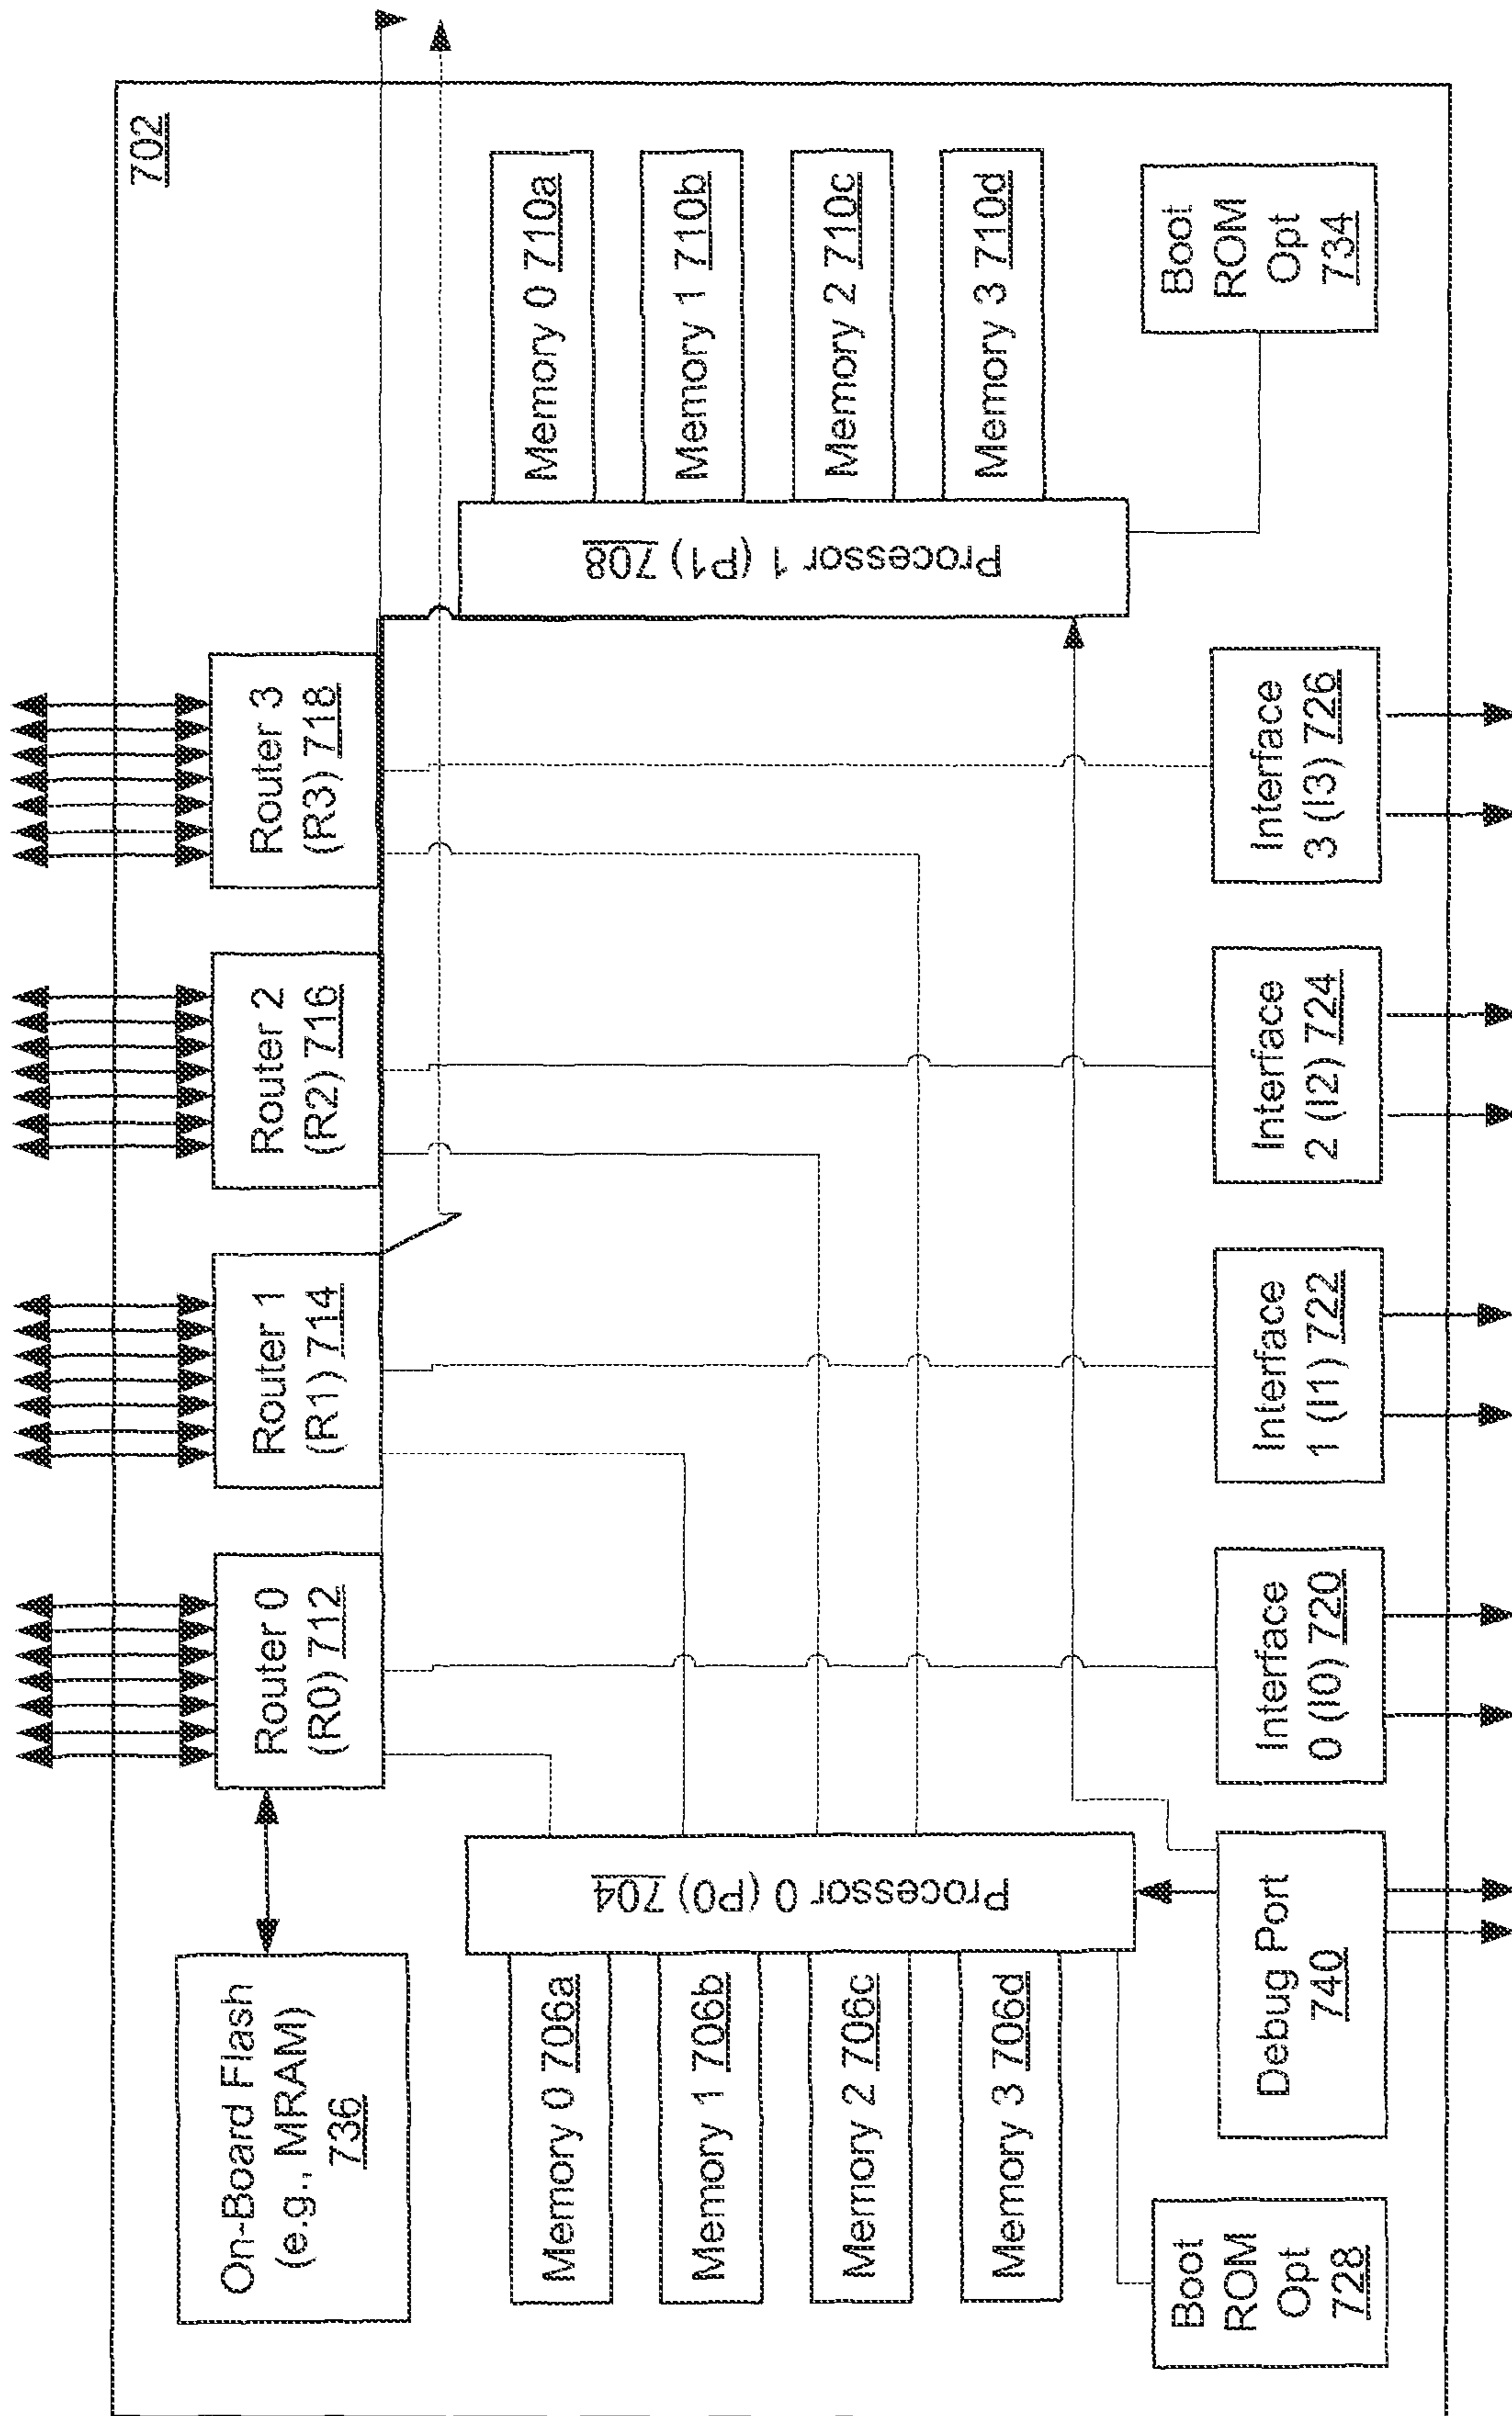 702
On-Board Flash
(e.g., MRAM)
736
Router 0
(R0) 712
Router 1
(R1) 714
Router 2
(R2) 716
Router 3
(R3) 718
Memory 0 706a
Memory 1 706b
Memory 2 706c
Memory 3 706d
Processor 0 (P0) 704
Processor 1 (P1) 708
Memory 0 710a
Memory 1 710b
Memory 2 710c
Memory 3 710d
Boot
ROM
Opt
728
Debug Port
740
Interface
0 (I0) 720
Interface
1 (I1) 722
Interface
2 (I2) 724
Interface
3 (I3) 726
Boot
ROM
Opt
734